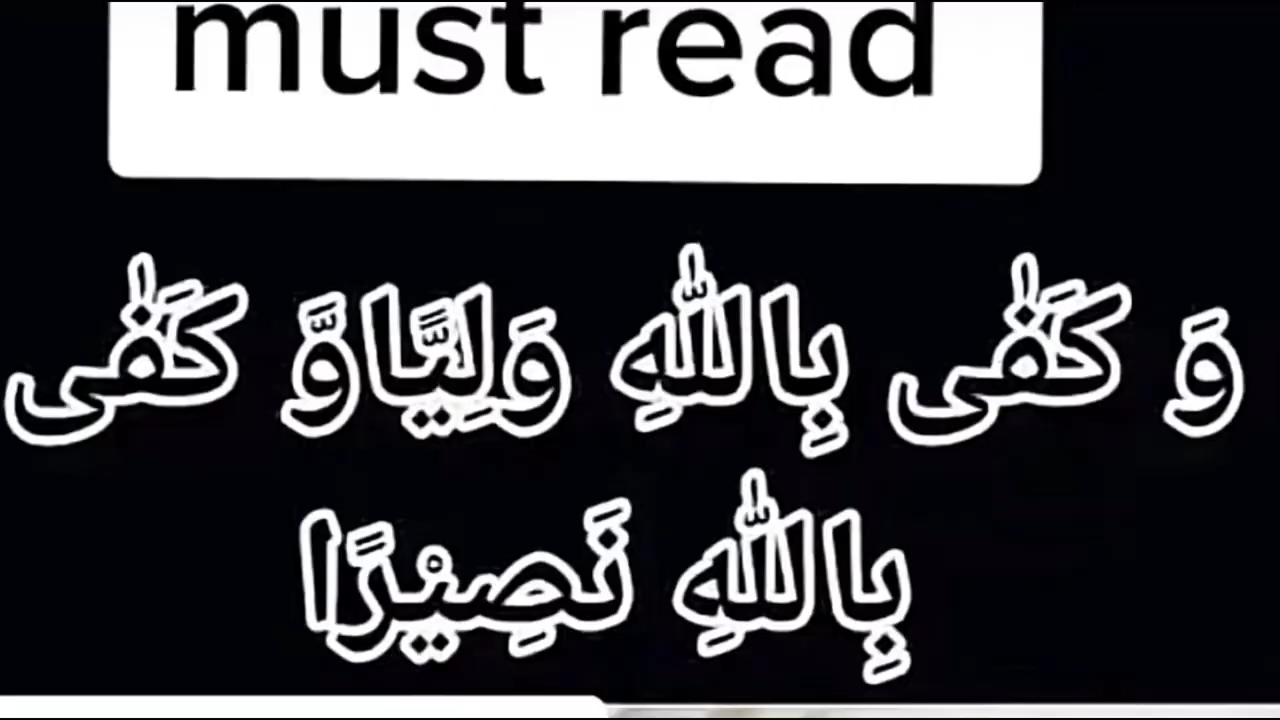 must read
وَ كَفٰى بِاللّٰهِ وَلِیًّاوَّ كَفٰى
بِاللّٰهِ نَصِیْرًا